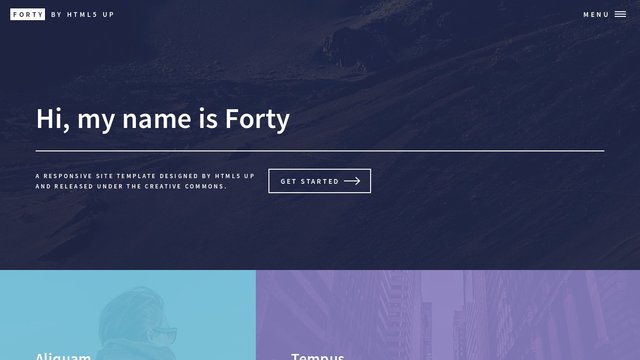 FORTY BY HTML5 UP
MENU
Hi, my name is Forty
A RESPONSIVE SITE TEMPLATE DESIGNED BY HTML5 UP
AND RELEASED UNDER THE CREATIVE COMMONS.
GET STARTED
Aliquam
Tempus